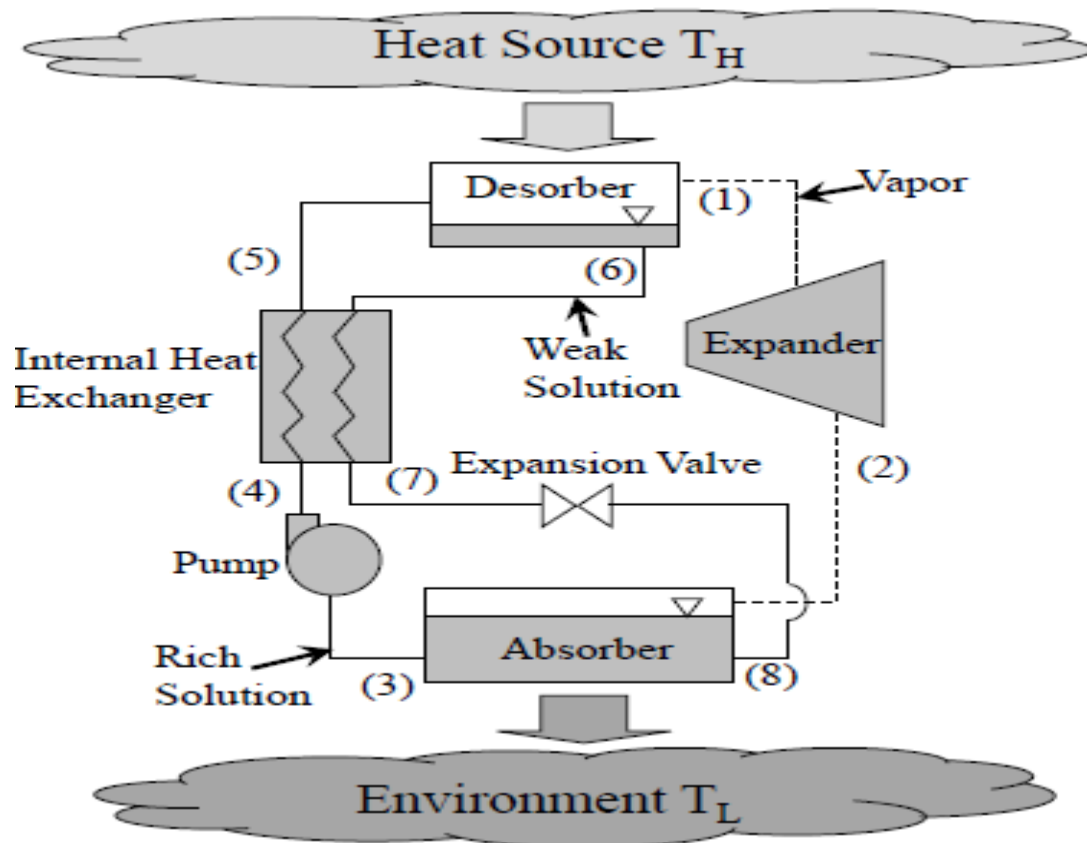 Heat Source T_H
Desorber
(1)
Vapor
(5)
(6)
Weak
Solution
Expander
Internal Heat
Exchanger
(4)
(7)
Expansion Valve
(2)
Pump
Rich
Solution
(3)
Absorber
(8)
Environment T_L